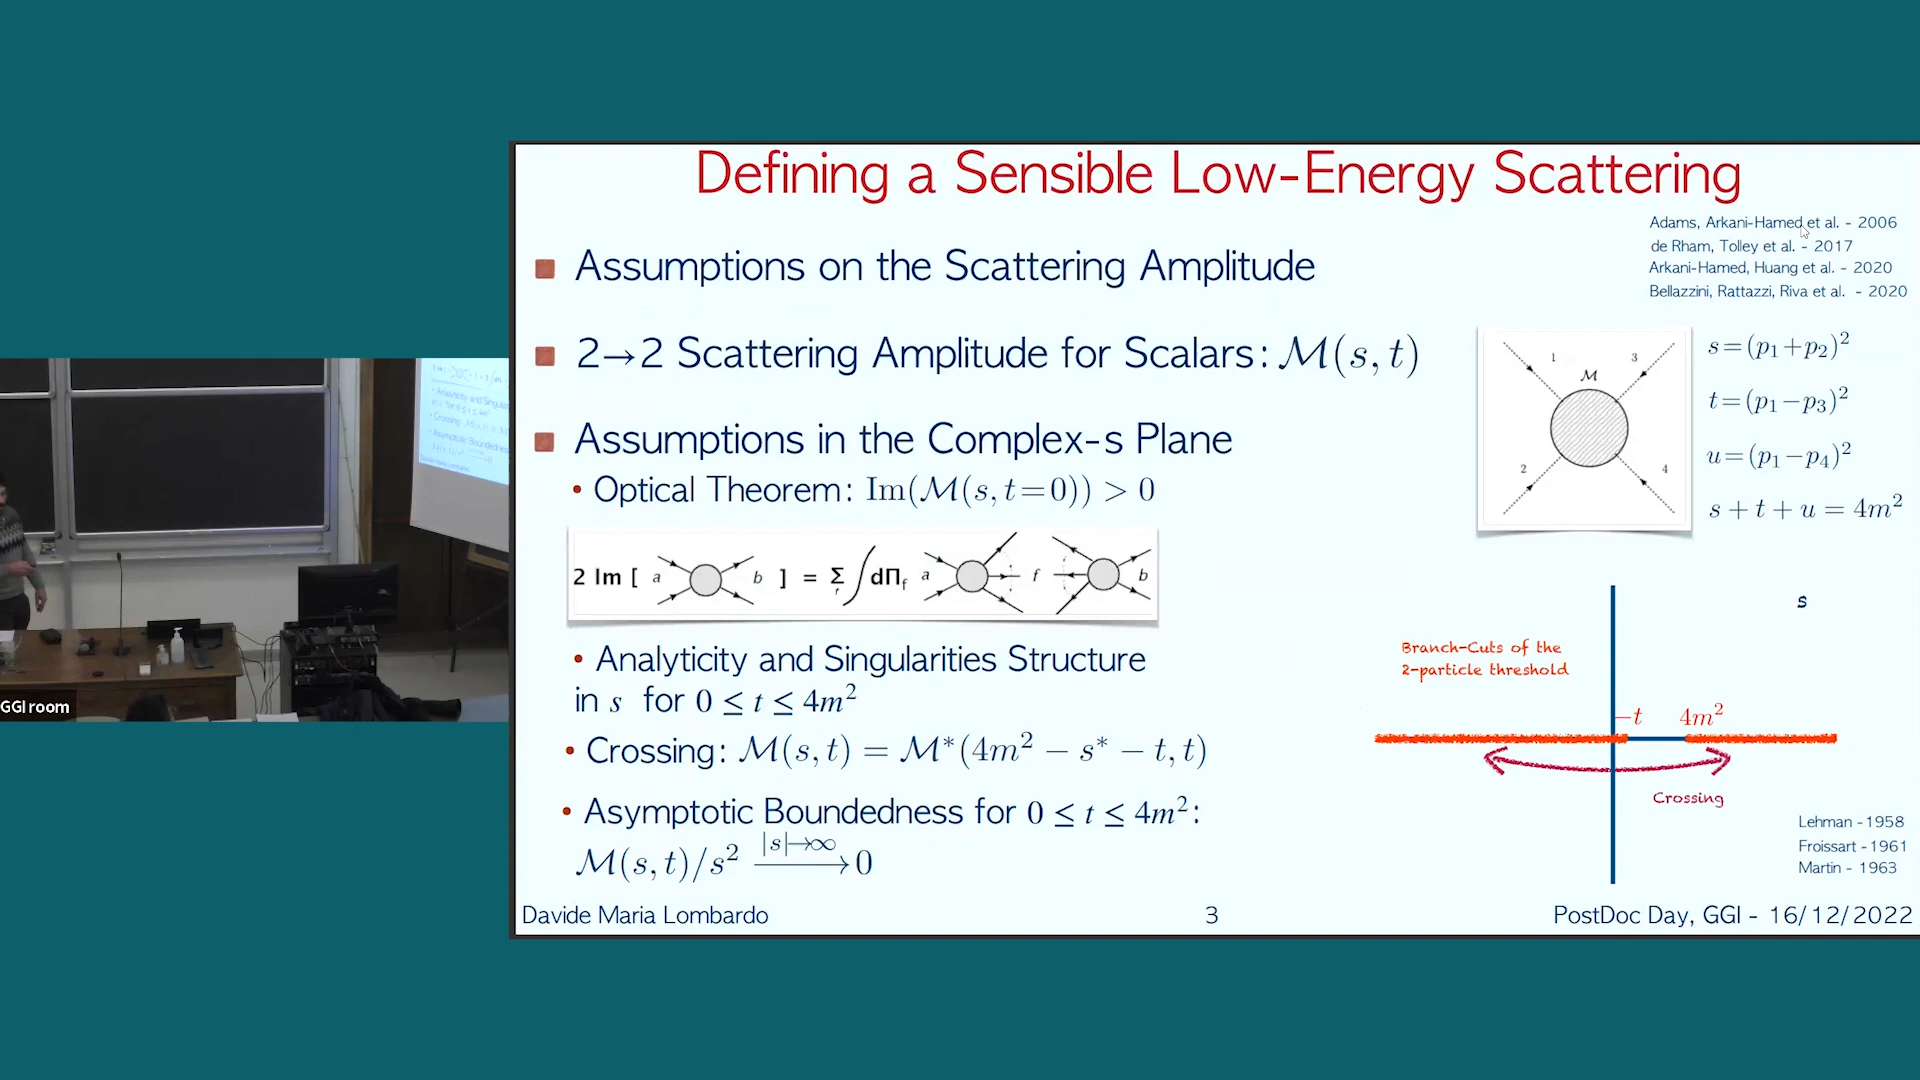 Defining a Sensible Low-Energy Scattering
Adams, Arkani-Hamed et al. - 2006
de Rham, Tolley et al. - 2017
Arkani-Hamed, Huang et al. - 2020
Bellazzini, Rattazzi, Riva et al. - 2020
Assumptions on the Scattering Amplitude
2→2 Scattering Amplitude for Scalars: ℳ(s, t)
1 3
ℳ
2 4
s=(p₁+p₂)²
t=(p₁−p₃)²
u=(p₁−p₄)²
s + t + u = 4m²
Assumptions in the Complex-s Plane
• Optical Theorem: Im(ℳ(s, t=0)) > 0
2 Im [ a b ] = Σ ∫ dΠf a f b
• Analyticity and Singularities Structure
in s for 0 ≤ t ≤ 4m²
• Crossing: ℳ(s, t) = ℳ*(4m² − s* − t, t)
• Asymptotic Boundedness for 0 ≤ t ≤ 4m²:
ℳ(s, t)/s² |s|→∞ 0
s
Branch-Cuts of the
2-particle threshold
−t 4m²
Crossing
Lehman -1958
Froissart -1961
Martin - 1963
Davide Maria Lombardo
3
PostDoc Day, GGI - 16/12/2022
GGI room